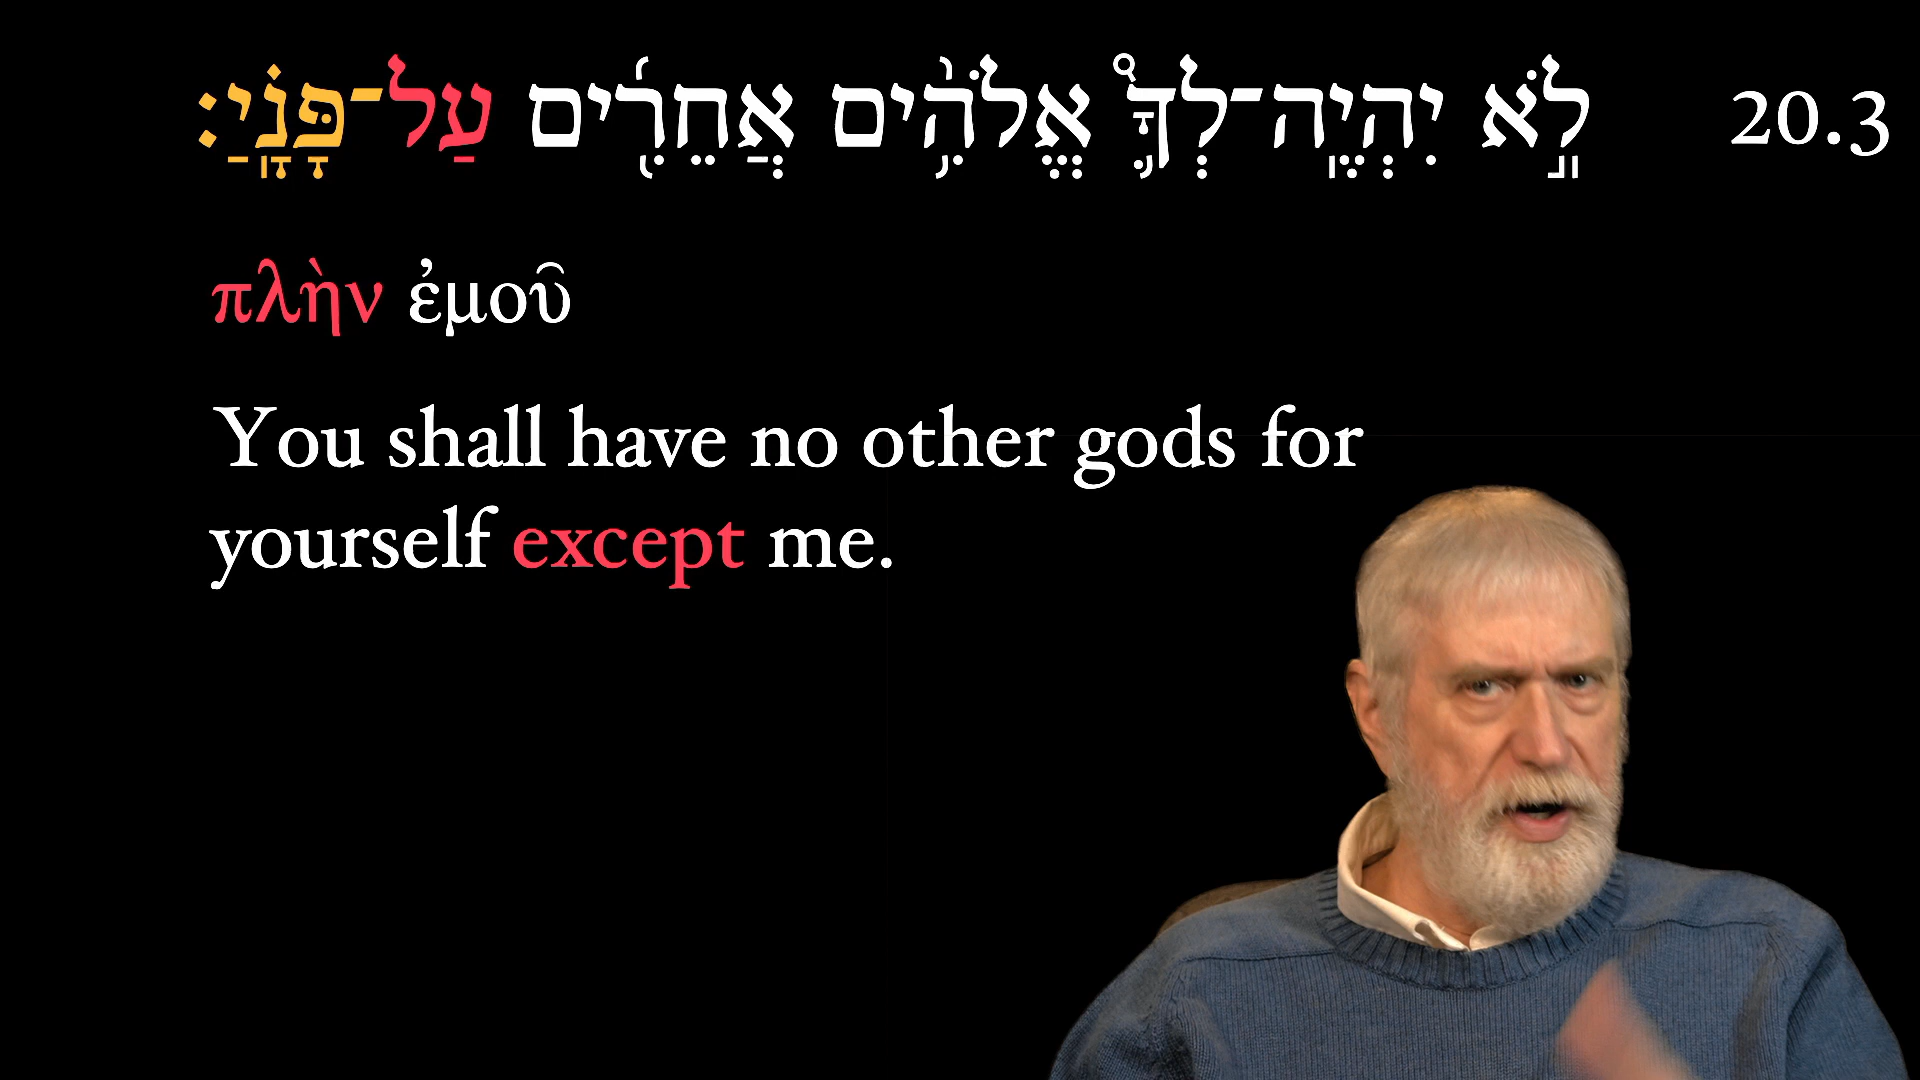 לֹ֣א יִהְיֶֽה־לְךָ֩ אֱלֹהִ֨ים אֲחֵרִ֜ים עַל־פָּנָֽ֗יַ׃ 20.3
πλὴν ἐμοῦ
You shall have no other gods for
yourself except me.